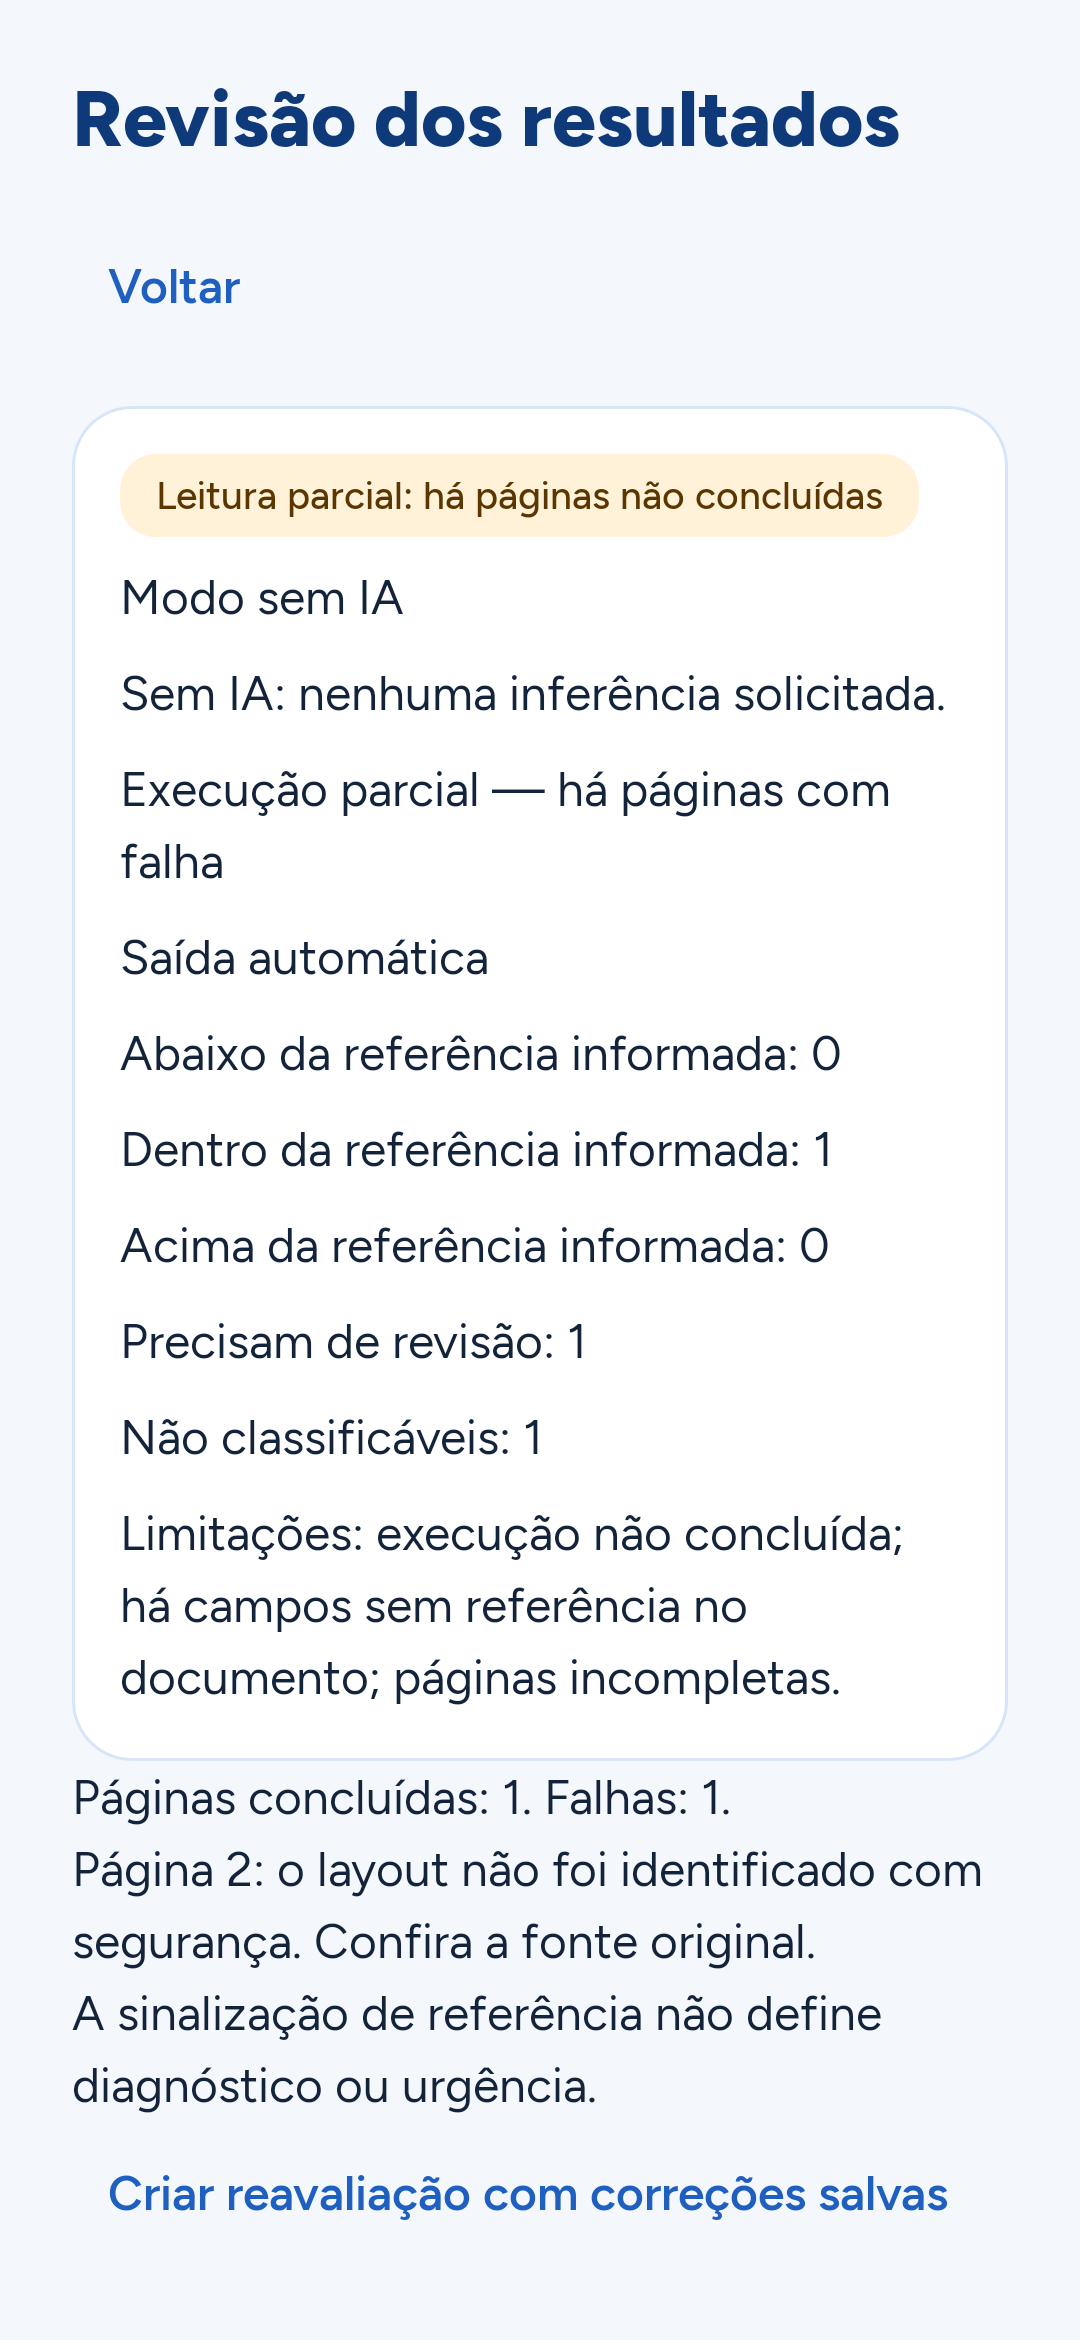 Revisão dos resultados
Voltar
Leitura parcial: há páginas não concluídas
Modo sem IA
Sem IA: nenhuma inferência solicitada.
Execução parcial — há páginas com
falha
Saída automática
Abaixo da referência informada: 0
Dentro da referência informada: 1
Acima da referência informada: 0
Precisam de revisão: 1
Não classificáveis: 1
Limitações: execução não concluída;
há campos sem referência no
documento; páginas incompletas.
Páginas concluídas: 1. Falhas: 1.
Página 2: o layout não foi identificado com
segurança. Confira a fonte original.
A sinalização de referência não define
diagnóstico ou urgência.
Criar reavaliação com correções salvas